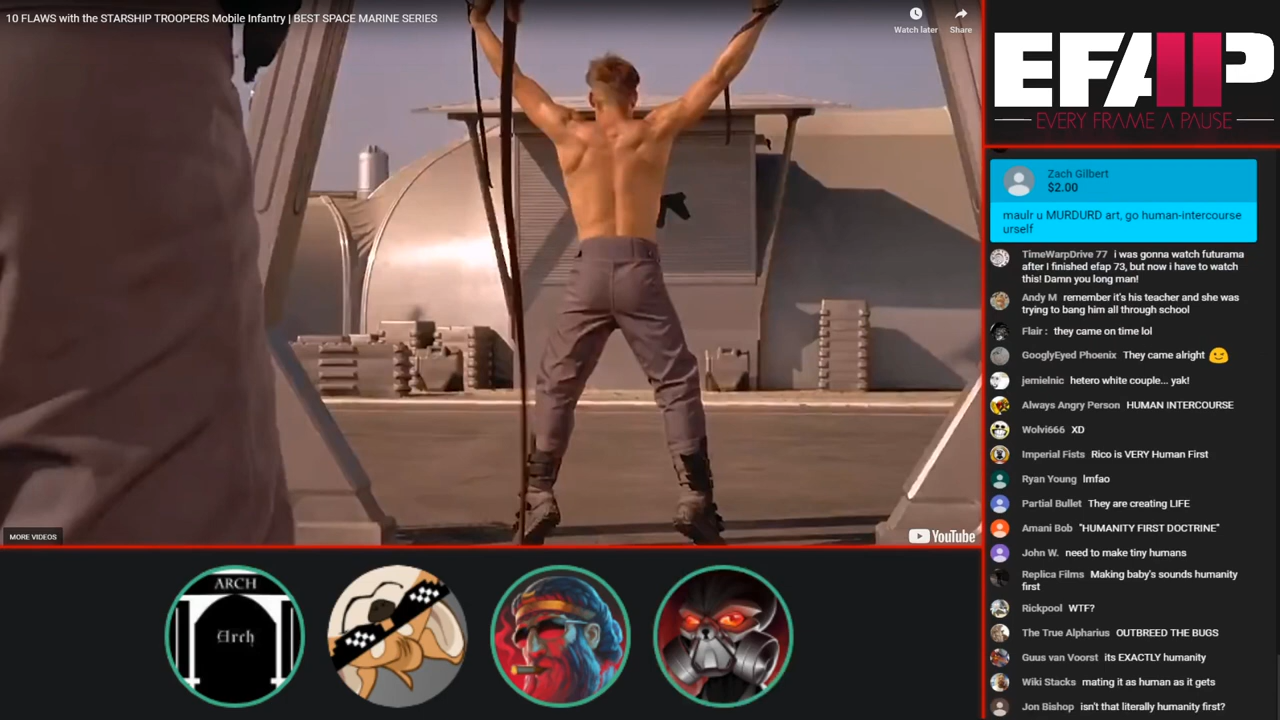 10 FLAWS with the STARSHIP TROOPERS Mobile Infantry | BEST SPACE MARINE SERIES
Watch later
Share
MORE VIDEOS
YouTube
ARCH
Arch
EFAP
EVERY FRAME A PAUSE
Zach Gilbert
$2.00
maulr u MURDURD art, go human-intercourse
urself
TimeWarpDrive 77 i was gonna watch futurama
after I finished efap 73, but now i have to watch
this! Damn you long man!
Andy M remember it's his teacher and she was
trying to bang him all through school
Flair : they came on time lol
GooglyEyed Phoenix They came alright 😉
jemielnic hetero white couple... yak!
Always Angry Person HUMAN INTERCOURSE
Wolvi666 XD
Imperial Fists Rico is VERY Human First
Ryan Young lmfao
Partial Bullet They are creating LIFE
Amani Bob "HUMANITY FIRST DOCTRINE"
John W. need to make tiny humans
Replica Films Making baby's sounds humanity
first
Rickpool WTF?
The True Alpharius OUTBREED THE BUGS
Guus van Voorst its EXACTLY humanity
Wiki Stacks mating it as human as it gets
Jon Bishop isn't that literally humanity first?